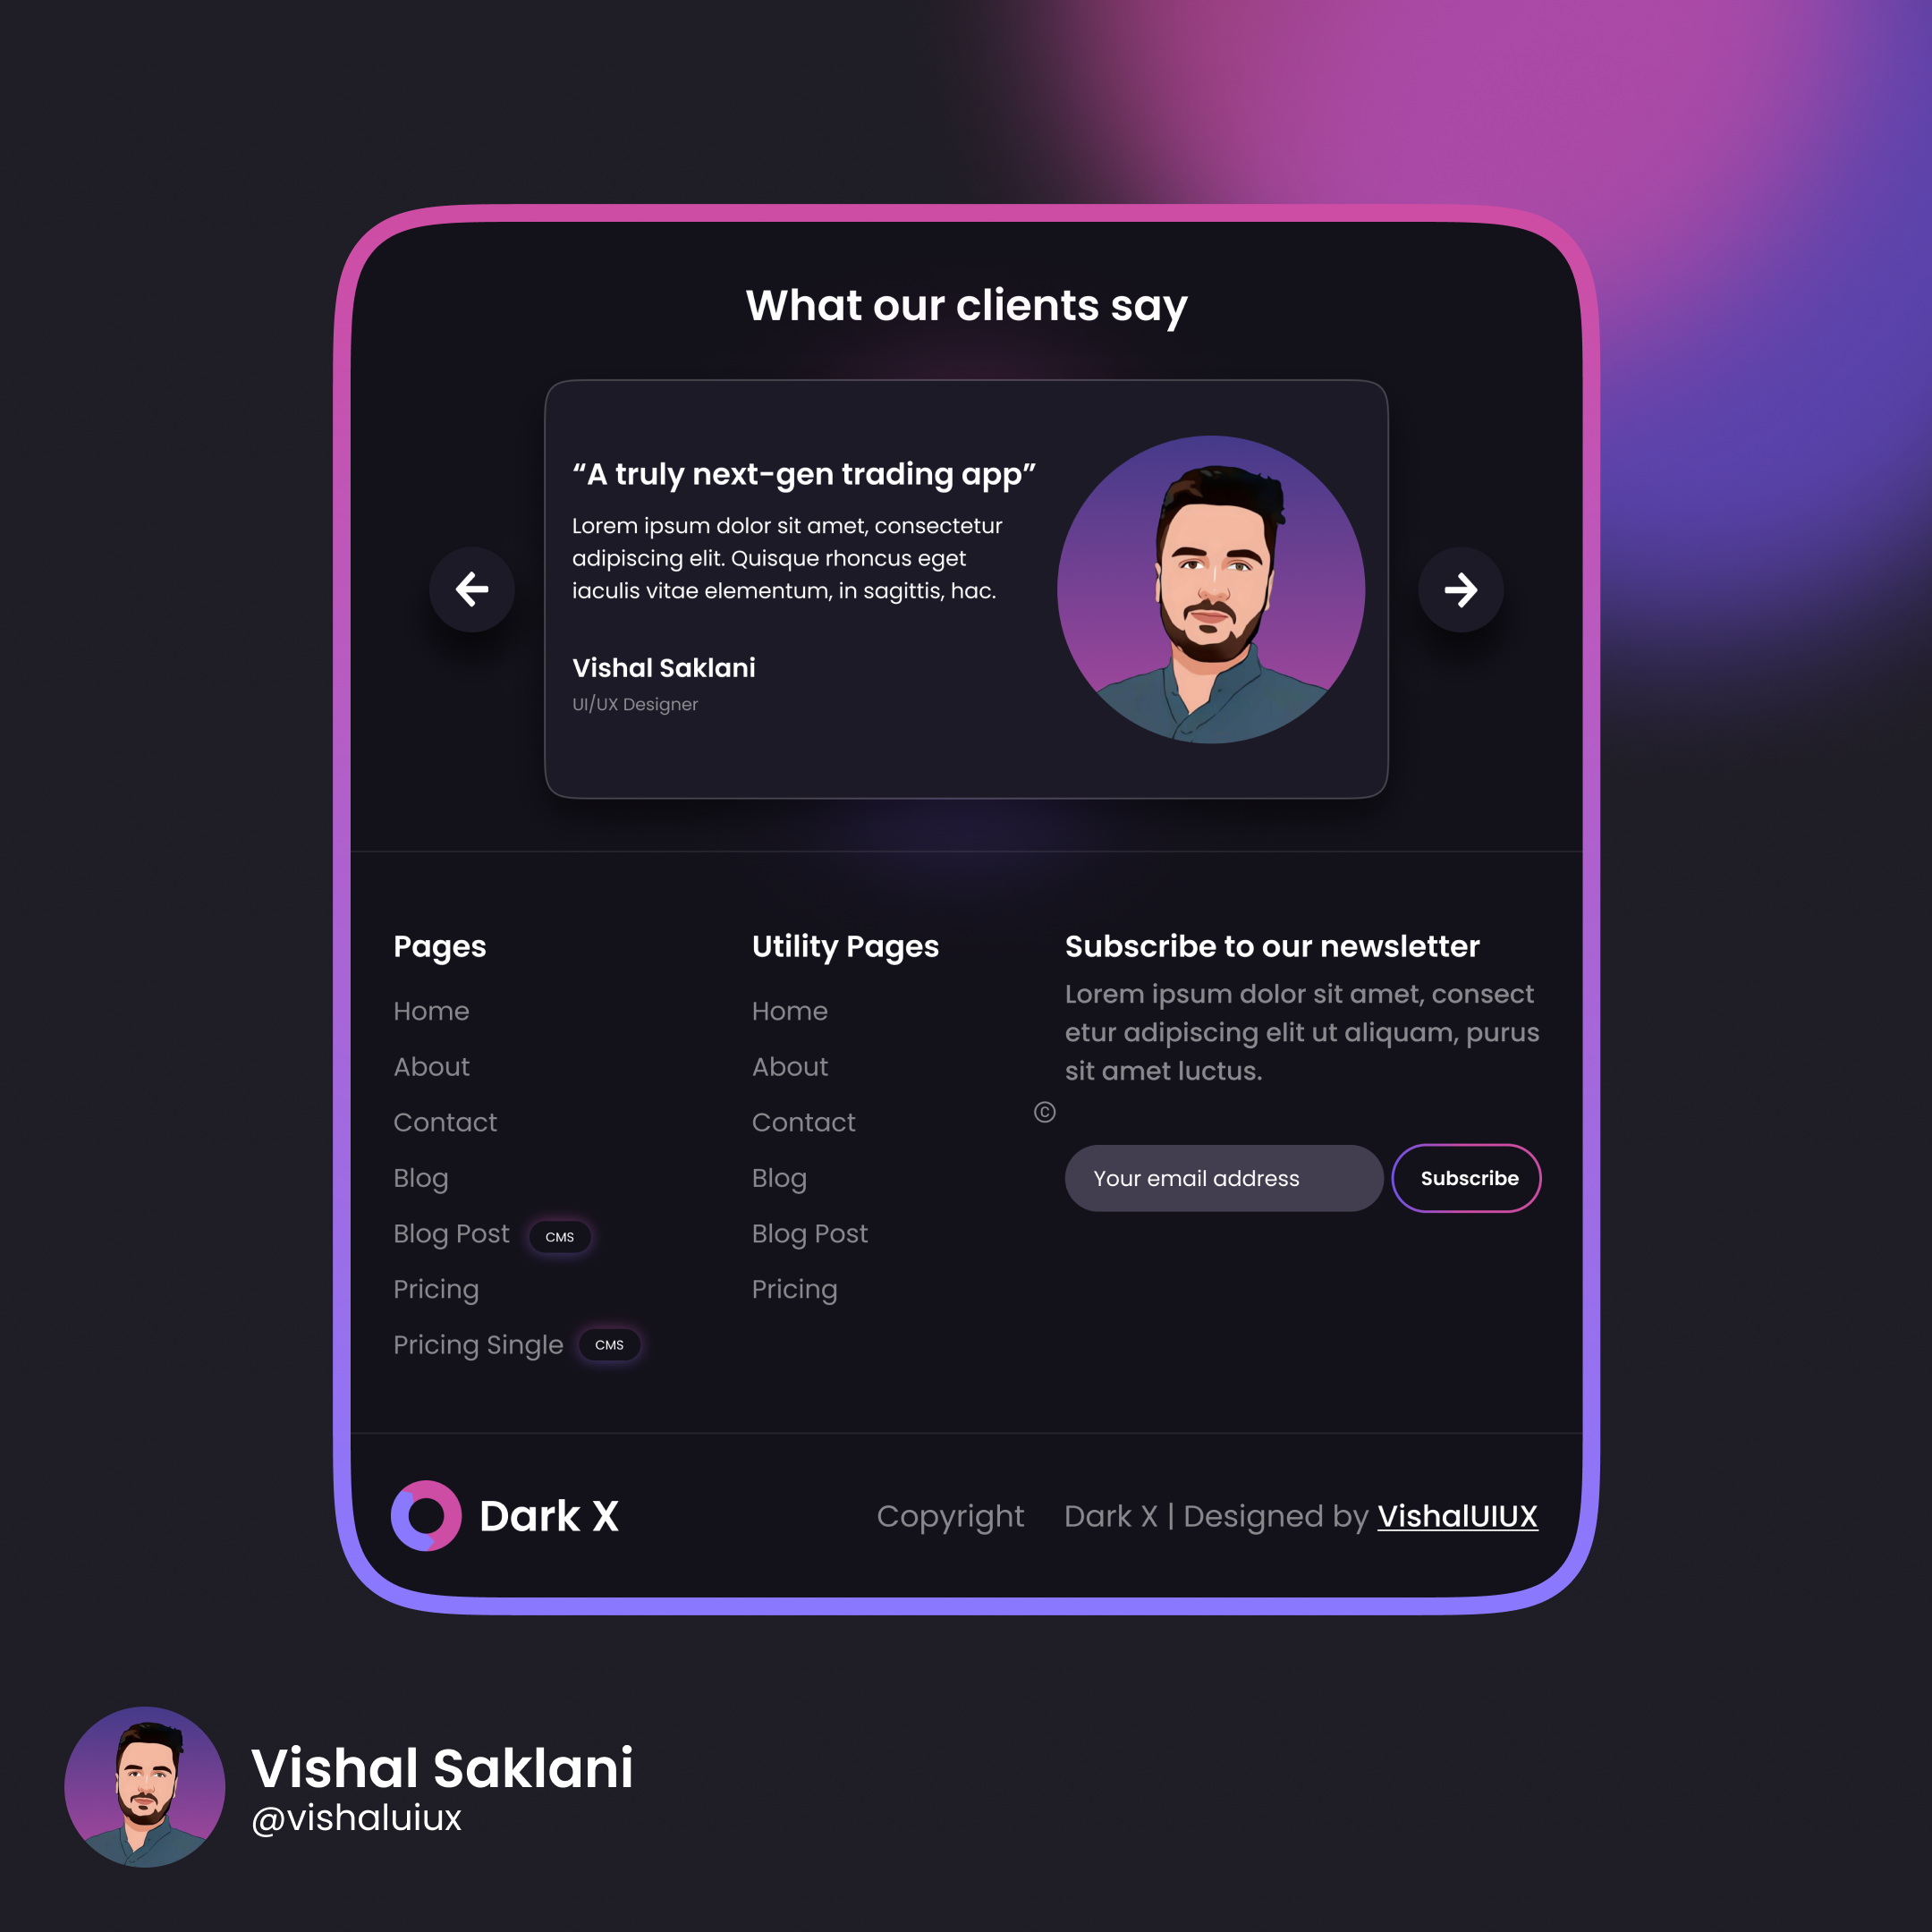 What our clients say
“A truly next-gen trading app”
Lorem ipsum dolor sit amet, consectetur
adipiscing elit. Quisque rhoncus eget
iaculis vitae elementum, in sagittis, hac.
Vishal Saklani
UI/UX Designer
Pages
Home
About
Contact
Blog
Blog Post CMS
Pricing
Pricing Single CMS
Utility Pages
Home
About
Contact
Blog
Blog Post
Pricing
Subscribe to our newsletter
Lorem ipsum dolor sit amet, consect
etur adipiscing elit ut aliquam, purus
sit amet luctus.
©
Your email address
Subscribe
Dark X
Copyright Dark X | Designed by VishalUIUX
Vishal Saklani
@vishaluiux